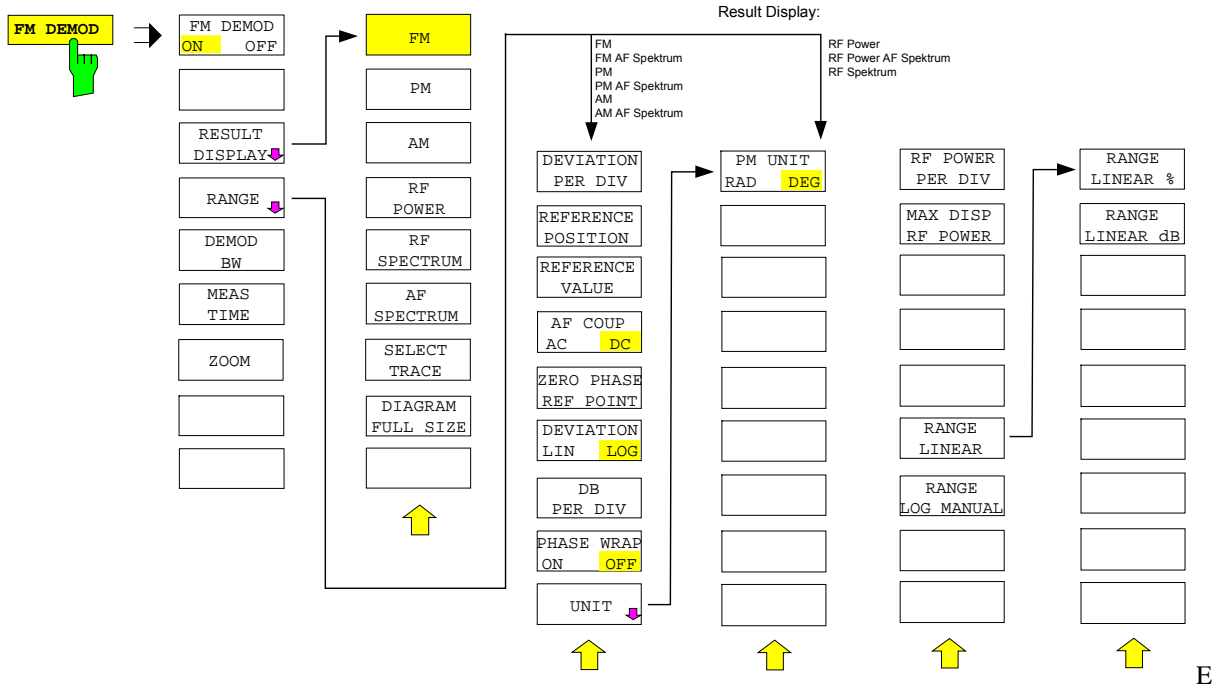 FM DEMOD
FM DEMOD
ON OFF
RESULT
DISPLAY
RANGE
DEMOD
BW
MEAS
TIME
ZOOM
FM
PM
AM
RF
POWER
RF
SPECTRUM
AF
SPECTRUM
SELECT
TRACE
DIAGRAM
FULL SIZE
Result Display:
FM
FM AF Spektrum
PM
PM AF Spektrum
AM
AM AF Spektrum
RF Power
RF Power AF Spektrum
RF Spektrum
DEVIATION
PER DIV
REFERENCE
POSITION
REFERENCE
VALUE
AF COUP
AC DC
ZERO PHASE
REF POINT
DEVIATION
LIN LOG
DB
PER DIV
PHASE WRAP
ON OFF
UNIT
PM UNIT
RAD DEG
RF POWER
PER DIV
MAX DISP
RF POWER
RANGE
LINEAR
RANGE
LOG MANUAL
RANGE
LINEAR %
RANGE
LINEAR dB
E